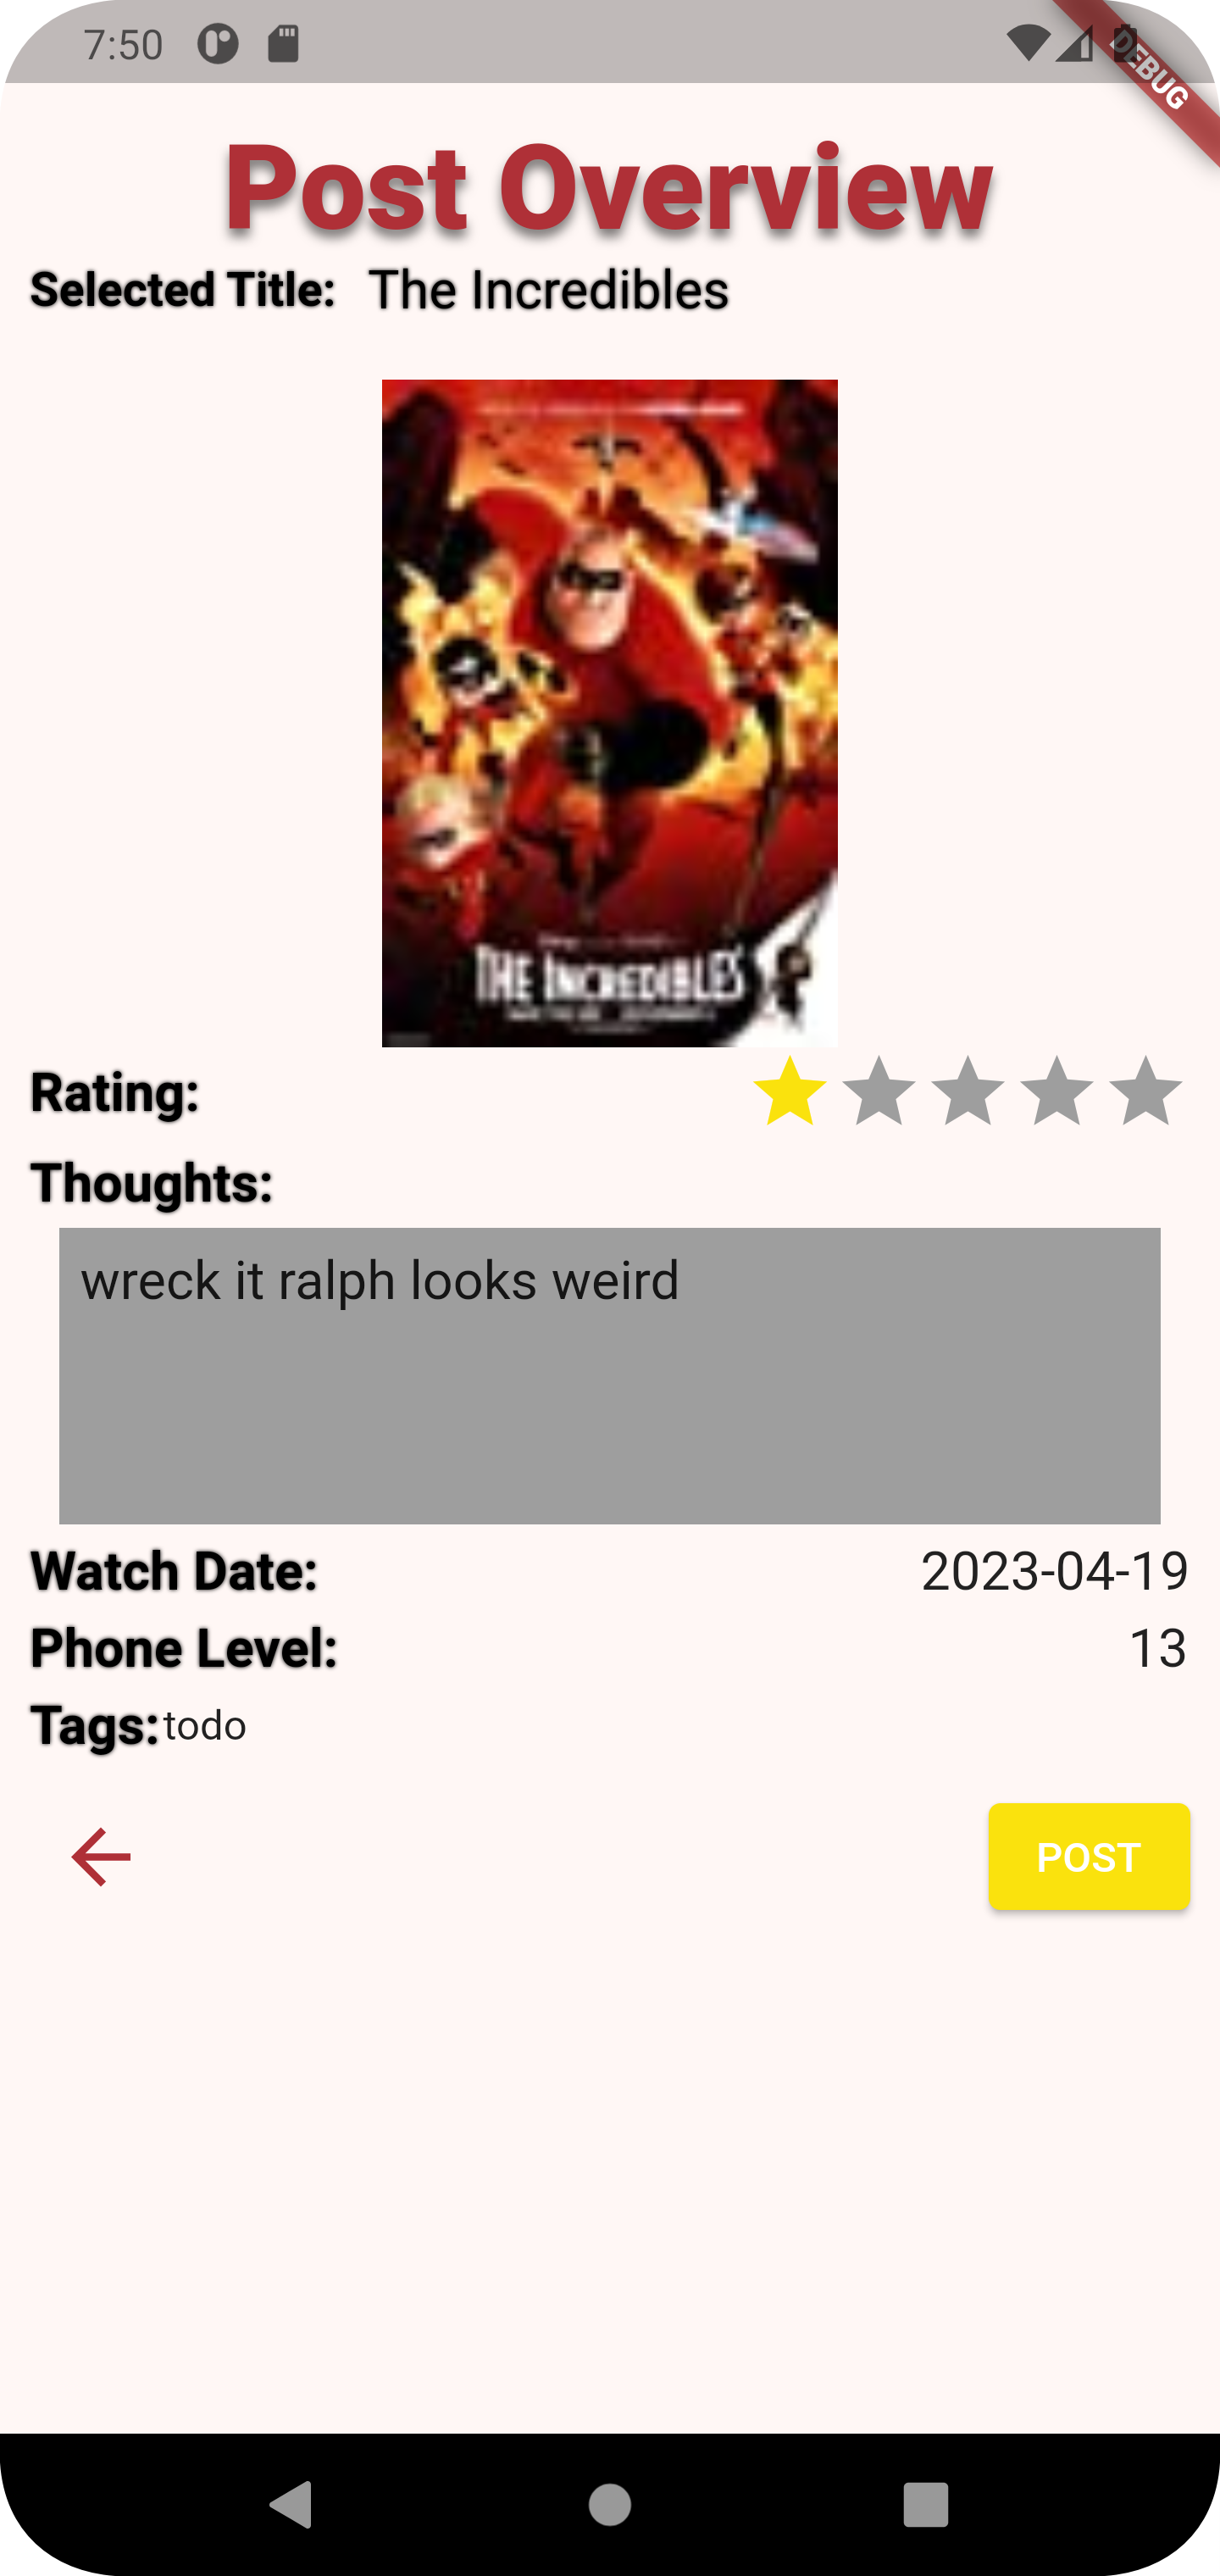 7:50
DEBUG
Post Overview
Selected Title: The Incredibles
THE INCREDIBLES
Rating:
Thoughts:
wreck it ralph looks weird
Watch Date: 2023-04-19
Phone Level: 13
Tags: todo
POST